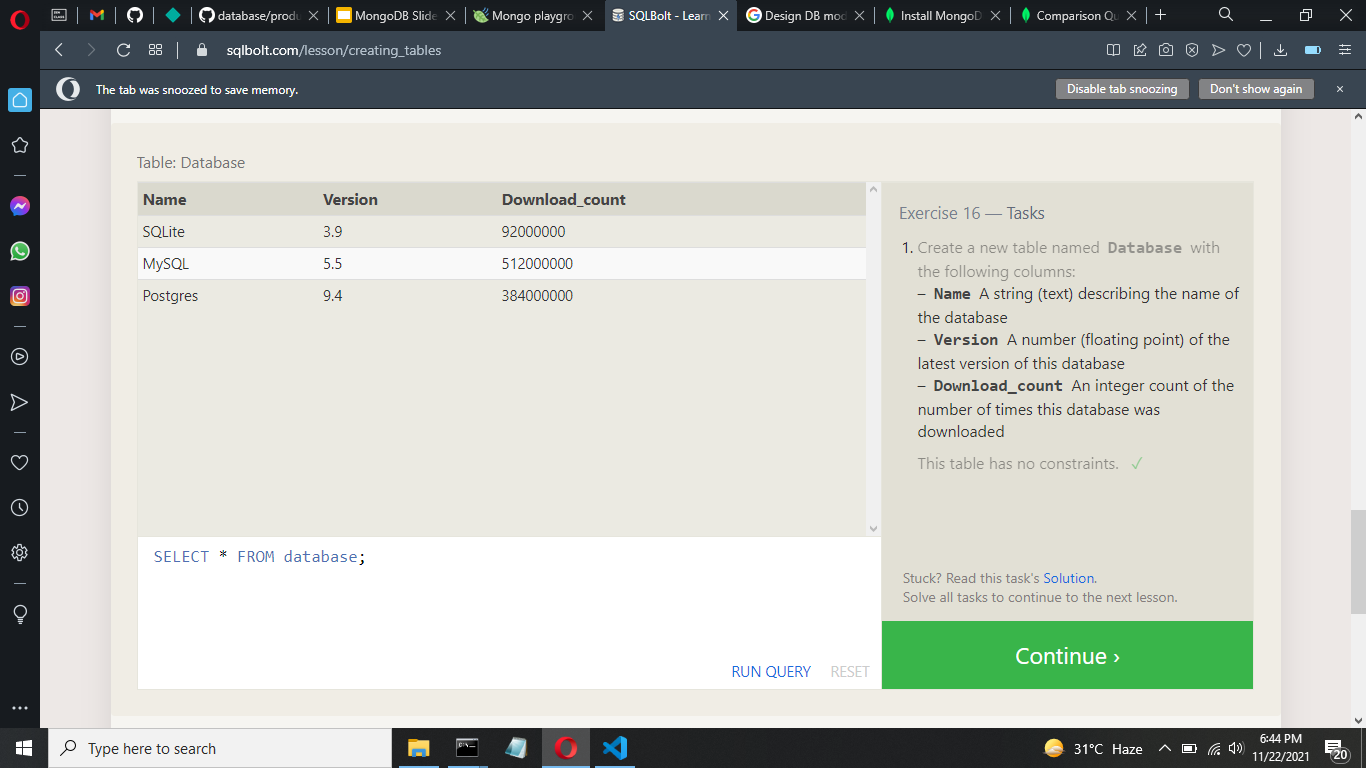 database/produ
MongoDB Slide
Mongo playgro
SQLBolt - Learn
Design DB mod
Install MongoD
Comparison Qu
sqlbolt.com/lesson/creating_tables
The tab was snoozed to save memory.
Disable tab snoozing
Don't show again
Table: Database
Name Version Download_count
SQLite 3.9 92000000
MySQL 5.5 512000000
Postgres 9.4 384000000
SELECT * FROM database;
RUN QUERY RESET
Exercise 16 — Tasks
1. Create a new table named Database with
the following columns:
– Name A string (text) describing the name of
the database
– Version A number (floating point) of the
latest version of this database
– Download_count An integer count of the
number of times this database was
downloaded
This table has no constraints. ✓
Stuck? Read this task's Solution.
Solve all tasks to continue to the next lesson.
Continue ›
Type here to search
31°C Haze
6:44 PM
11/22/2021
20